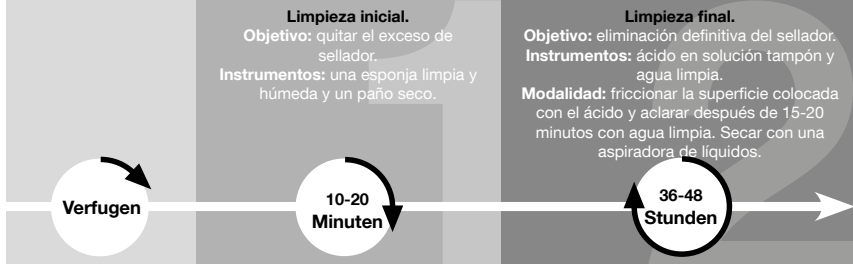 Limpieza inicial.
Objetivo: quitar el exceso de
sellador.
Instrumentos: una esponja limpia y
húmeda y un paño seco.
1
Limpieza final.
Objetivo: eliminación definitiva del sellador.
Instrumentos: ácido en solución tampón y
agua limpia.
Modalidad: friccionar la superficie colocada
con el ácido y aclarar después de 15-20
minutos con agua limpia. Secar con una
aspiradora de líquidos.
2
Verfugen
10-20
Minuten
36-48
Stunden